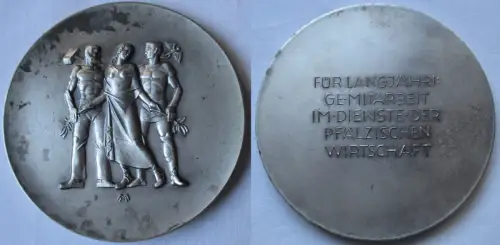 FÜR LANGJÄHRI-
GE MITARBEIT
IM DIENSTE DER
PFÄLZISCHEN
WIRTSCHAFT